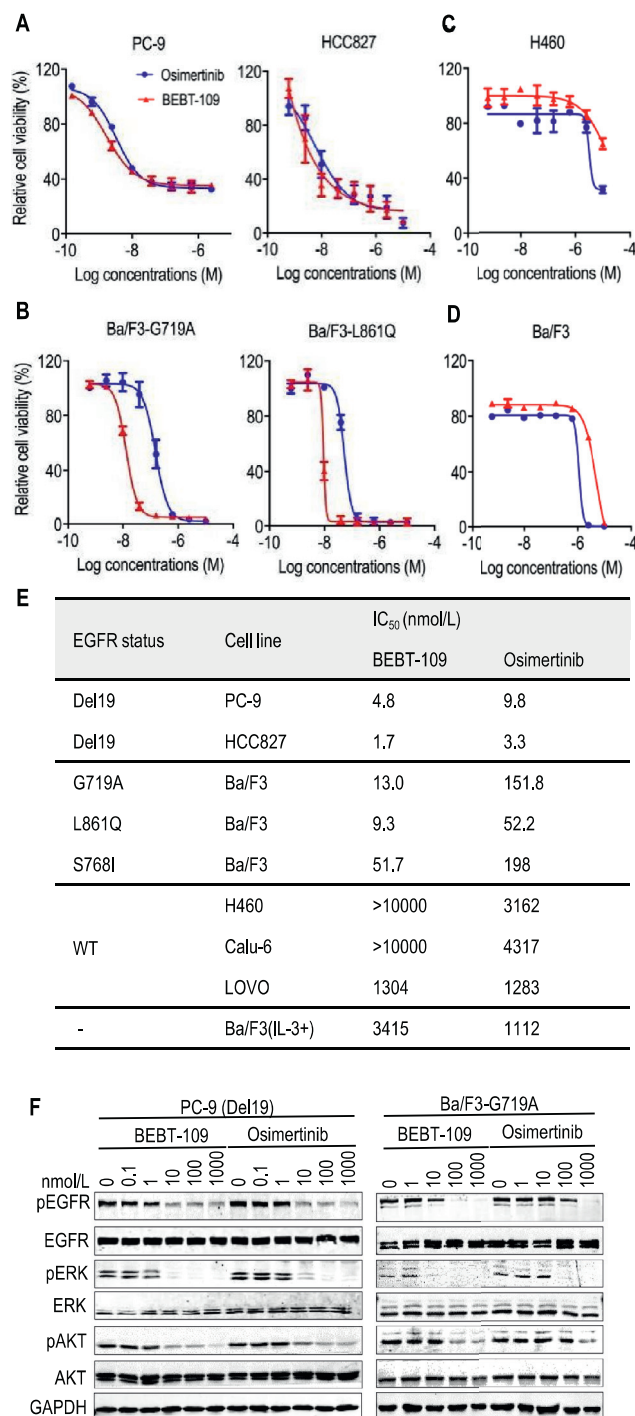 A
PC-9
HCC827
Relative cell viability (%)
120
80
40
0
-10
-8
-6
-4
Log concentrations (M)
Osimertinib
BEBT-109
120
80
40
0
-10
-8
-6
-4
Log concentrations (M)
C
H460
120
80
40
0
-10
-8
-6
-4
Log concentrations (M)
B
Ba/F3-G719A
Ba/F3-L861Q
Relative cell viability (%)
120
80
40
0
-10
-8
-6
-4
Log concentrations (M)
120
80
40
0
-10
-8
-6
-4
Log concentrations (M)
D
Ba/F3
120
80
40
0
-10
-8
-6
-4
Log concentrations (M)
E
EGFR status Cell line IC50 (nmol/L)
BEBT-109 Osimertinib
Del19 PC-9 4.8 9.8
Del19 HCC827 1.7 3.3
G719A Ba/F3 13.0 151.8
L861Q Ba/F3 9.3 52.2
S768I Ba/F3 51.7 198
H460 >10000 3162
WT Calu-6 >10000 4317
LOVO 1304 1283
- Ba/F3(IL-3+) 3415 1112
F
PC-9 (Del19) Ba/F3-G719A
BEBT-109 Osimertinib BEBT-109 Osimertinib
nmol/L 0 0.1 1 10 100 1000 0 0.1 1 10 100 1000 0 1 10 100 1000 0 1 10 100 1000
pEGFR
EGFR
pERK
ERK
pAKT
AKT
GAPDH